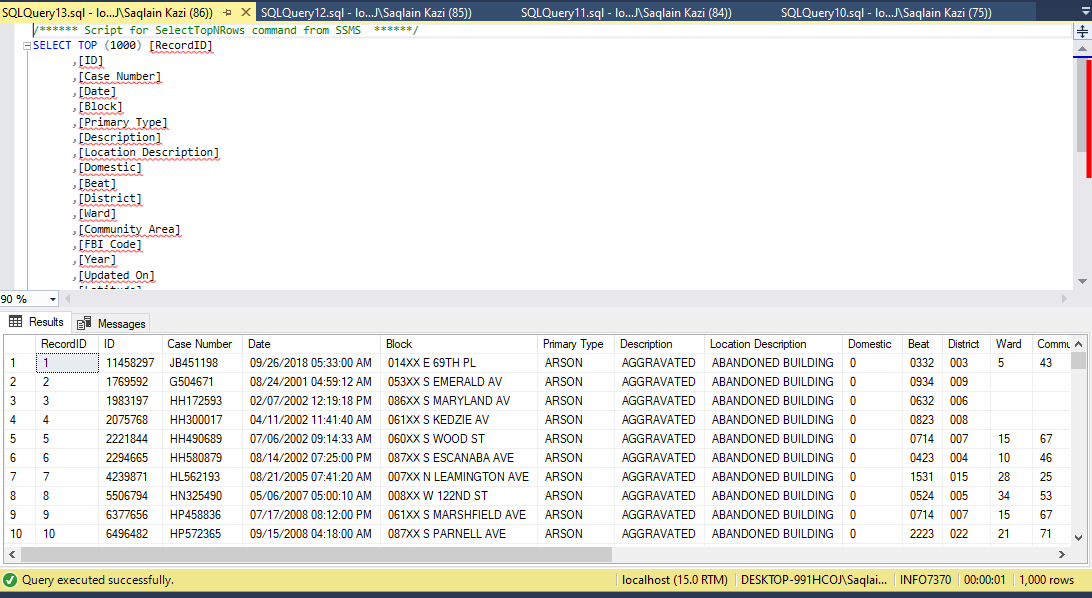 SQLQuery13.sql - lo...J\Saqlain Kazi (86)) SQLQuery12.sql - lo...J\Saqlain Kazi (85)) SQLQuery11.sql - lo...J\Saqlain Kazi (84)) SQLQuery10.sql - lo...J\Saqlain Kazi (75))
/****** Script for SelectTopNRows command from SSMS ******/
SELECT TOP (1000) [RecordID]
,[ID]
,[Case Number]
,[Date]
,[Block]
,[Primary Type]
,[Description]
,[Location Description]
,[Domestic]
,[Beat]
,[District]
,[Ward]
,[Community Area]
,[FBI Code]
,[Year]
,[Updated On]
90 %
Results Messages
RecordID ID Case Number Date Block Primary Type Description Location Description Domestic Beat District Ward Commu
1 1 11458297 JB451198 09/26/2018 05:33:00 AM 014XX E 69TH PL ARSON AGGRAVATED ABANDONED BUILDING 0 0332 003 5 43
2 2 1769592 G504671 08/24/2001 04:59:12 AM 053XX S EMERALD AV ARSON AGGRAVATED ABANDONED BUILDING 0 0934 009
3 3 1983197 HH172593 02/07/2002 12:19:18 PM 086XX S MARYLAND AV ARSON AGGRAVATED ABANDONED BUILDING 0 0632 006
4 4 2075768 HH300017 04/11/2002 11:41:40 AM 061XX S KEDZIE AV ARSON AGGRAVATED ABANDONED BUILDING 0 0823 008
5 5 2221844 HH490689 07/06/2002 09:14:33 AM 060XX S WOOD ST ARSON AGGRAVATED ABANDONED BUILDING 0 0714 007 15 67
6 6 2294665 HH580879 08/14/2002 07:25:00 PM 087XX S ESCANABA AVE ARSON AGGRAVATED ABANDONED BUILDING 0 0423 004 10 46
7 7 4239871 HL562193 08/21/2005 07:41:20 AM 007XX N LEAMINGTON AVE ARSON AGGRAVATED ABANDONED BUILDING 0 1531 015 28 25
8 8 5506794 HN325490 05/06/2007 05:00:10 AM 008XX W 122ND ST ARSON AGGRAVATED ABANDONED BUILDING 0 0524 005 34 53
9 9 6377656 HP458836 07/17/2008 08:12:00 PM 061XX S MARSHFIELD AVE ARSON AGGRAVATED ABANDONED BUILDING 0 0714 007 15 67
10 10 6496482 HP572365 09/15/2008 04:18:00 AM 087XX S PARNELL AVE ARSON AGGRAVATED ABANDONED BUILDING 0 2223 022 21 71
Query executed successfully. localhost (15.0 RTM) DESKTOP-991HCOJ\Saqlai... INFO7370 00:00:01 1,000 rows